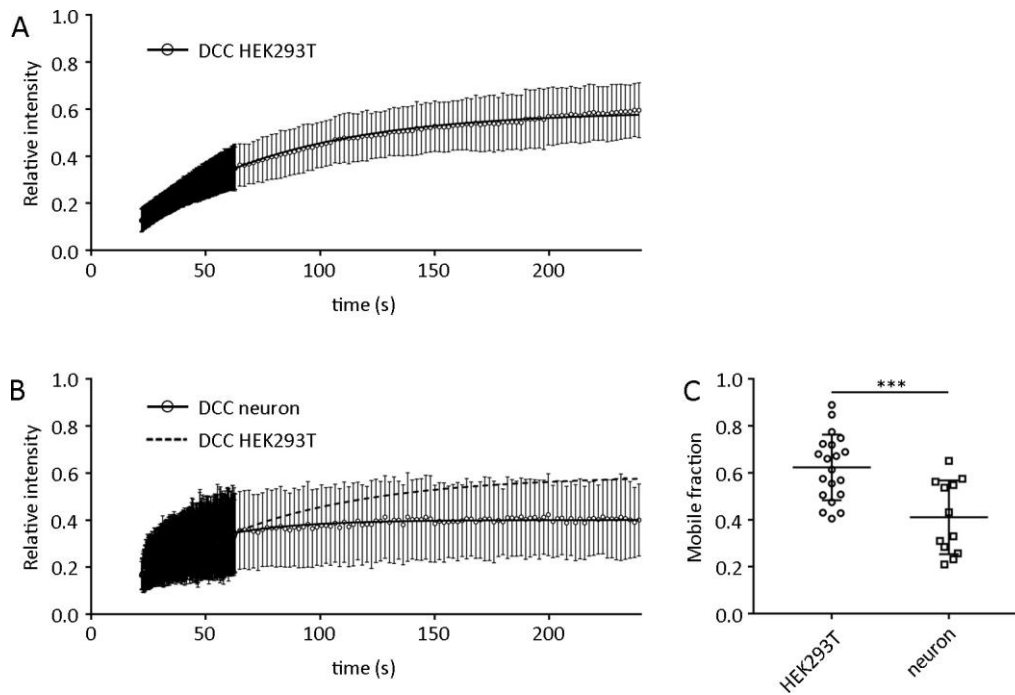 A
DCC HEK293T
Relative intensity
1.0
0.8
0.6
0.4
0.2
0.0
0 50 100 150 200
time (s)
B
DCC neuron
DCC HEK293T
Relative intensity
1.0
0.8
0.6
0.4
0.2
0.0
0 50 100 150 200
time (s)
C
***
Mobile fraction
1.0
0.8
0.6
0.4
0.2
0.0
HEK293T
neuron